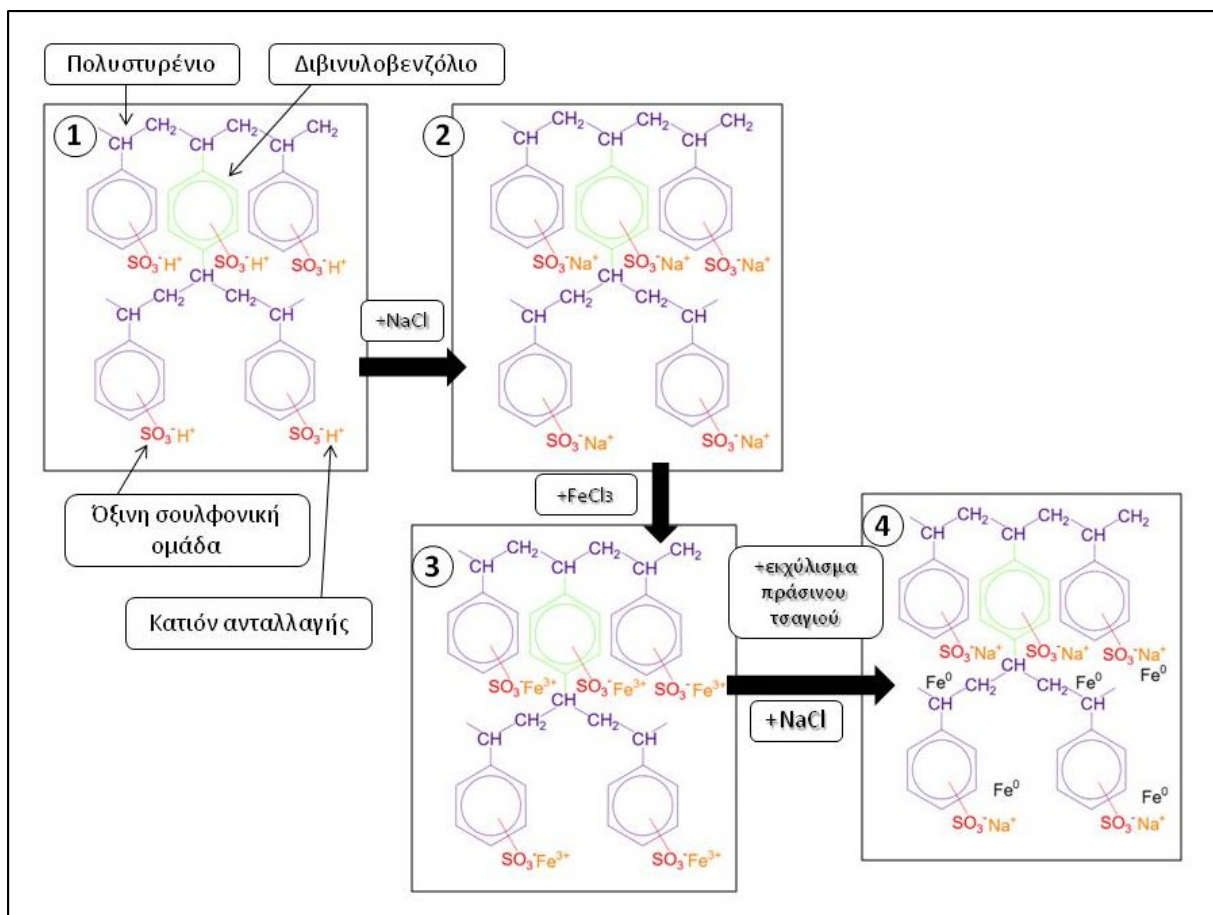 Πολυστυρένιο
Διβινυλοβενζόλιο
1
CH CH₂ CH CH₂ CH CH₂
SO₃⁻H⁺ SO₃⁻H⁺ SO₃⁻H⁺
CH
CH CH₂ CH₂ CH
SO₃⁻H⁺ SO₃⁻H⁺
Όξινη σουλφονική
ομάδα
Κατιόν ανταλλαγής
+NaCl
2
CH CH₂ CH CH₂ CH CH₂
SO₃⁻Na⁺ SO₃⁻Na⁺ SO₃⁻Na⁺
CH
CH CH₂ CH₂ CH
SO₃⁻Na⁺ SO₃⁻Na⁺
+FeCl₃
3
CH CH₂ CH CH₂ CH CH₂
SO₃⁻Fe³⁺ SO₃⁻Fe³⁺ SO₃⁻Fe³⁺
CH
CH CH₂ CH₂ CH
SO₃⁻Fe³⁺ SO₃⁻Fe³⁺
+εκχύλισμα
πράσινου
τσαγιού
+NaCl
4
CH CH₂ CH CH₂ CH CH₂
SO₃⁻Na⁺ SO₃⁻Na⁺ SO₃⁻Na⁺
CH
Fe⁰ Fe⁰ Fe⁰
CH CH₂ CH₂ CH
Fe⁰ Fe⁰
SO₃⁻Na⁺ SO₃⁻Na⁺